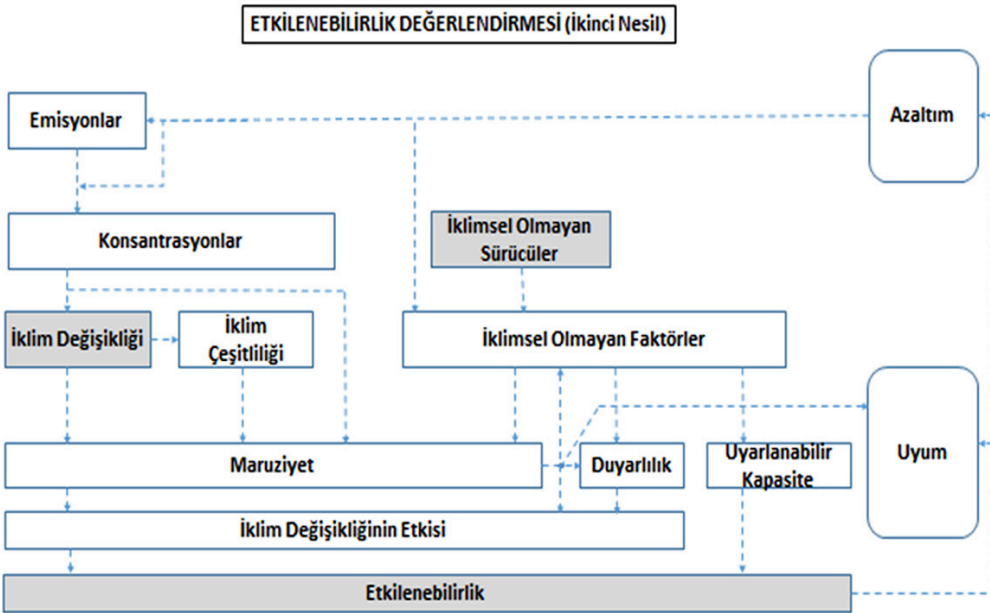 ETKİLENEBİLİRLİK DEĞERLENDİRMESİ (İkinci Nesil)
Emisyonlar
Azaltım
Konsantrasyonlar
İklimsel Olmayan
Sürücüler
İklim Değişikliği
İklim
Çeşitliliği
İklimsel Olmayan Faktörler
Maruziyet
Duyarlılık
Uyarlanabilir
Kapasite
Uyum
İklim Değişikliğinin Etkisi
Etkilenebilirlik